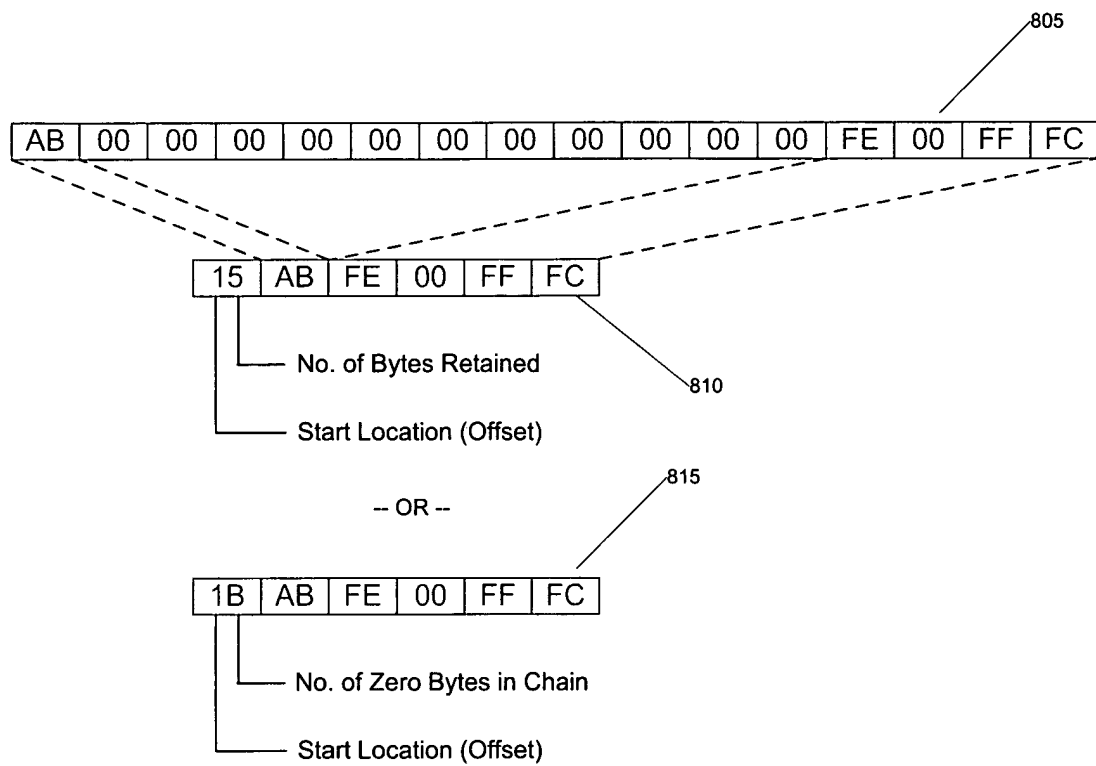 805
AB 00 00 00 00 00 00 00 00 00 00 00 FE 00 FF FC
15 AB FE 00 FF FC
No. of Bytes Retained
810
Start Location (Offset)
815
-- OR --
1B AB FE 00 FF FC
No. of Zero Bytes in Chain
Start Location (Offset)